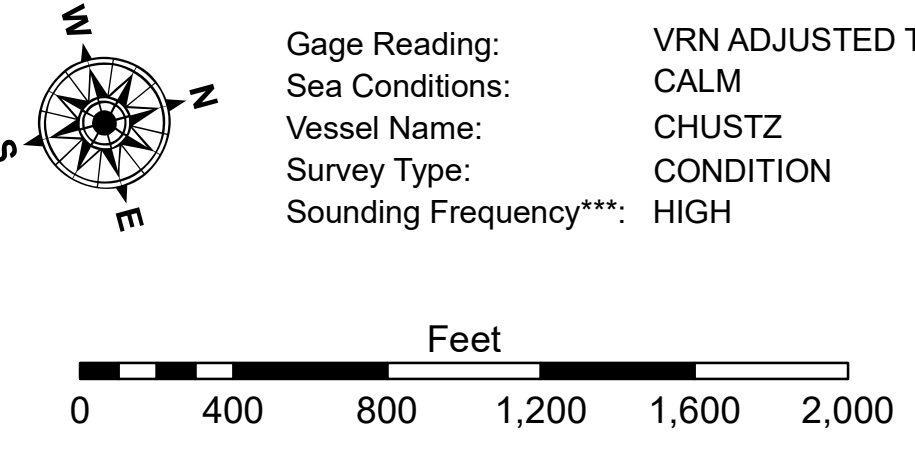 W
N
S
E
Gage Reading: VRN ADJUSTED
Sea Conditions: CALM
Vessel Name: CHUSTZ
Survey Type: CONDITION
Sounding Frequency***: HIGH
Feet
0 400 800 1,200 1,600 2,000